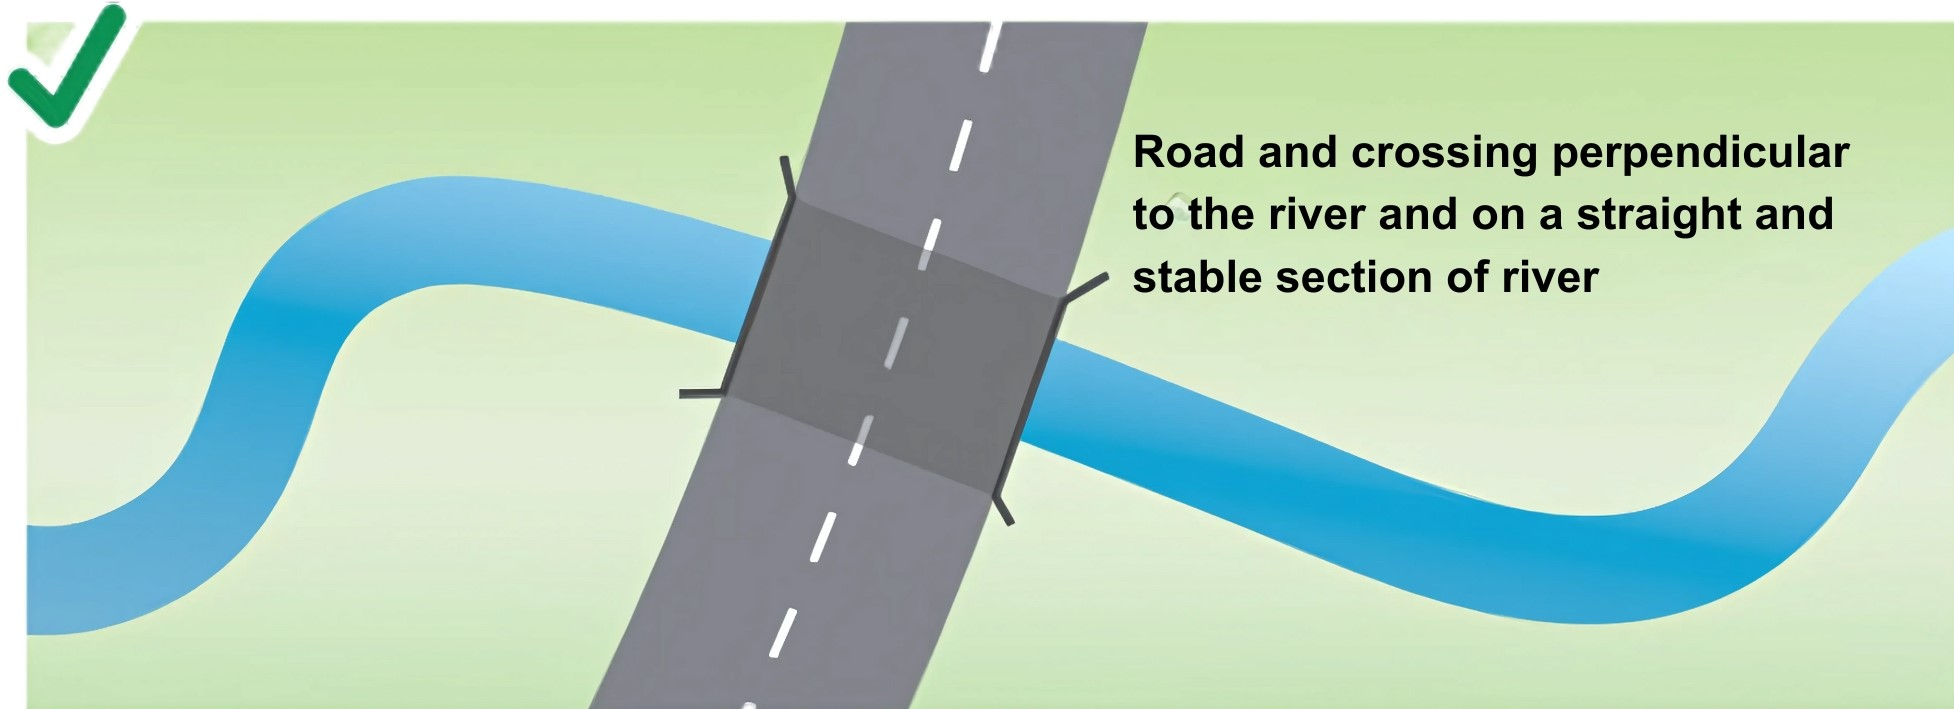 Road and crossing perpendicular
to the river and on a straight and
stable section of river